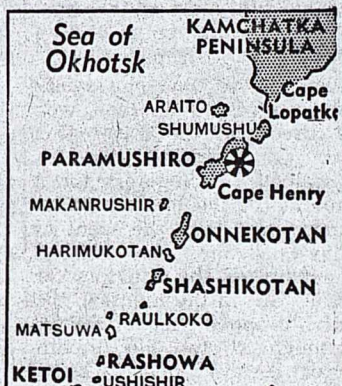 Sea of
Okhotsk
KAMCHATKA
PENINSULA
Cape
Lopatka
ARAITO
SHUMUSHU
PARAMUSHIRO
Cape Henry
MAKANRUSHIR
ONNEKOTAN
HARIMUKOTAN
SHASHIKOTAN
RAULKOKO
MATSUWA
RASHOWA
KETOI
USHISHIR